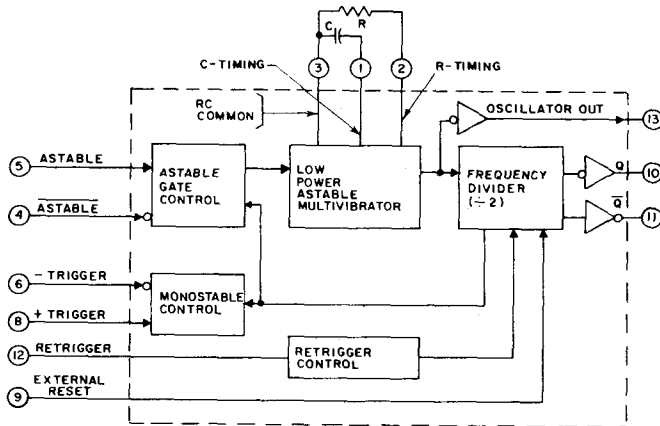 R
C
3
1
2
C-TIMING
R-TIMING
RC
COMMON
OSCILLATOR OUT
13
5
ASTABLE
ASTABLE
GATE
CONTROL
LOW
POWER
ASTABLE
MULTIVIBRATOR
FREQUENCY
DIVIDER
(÷2)
Q
10
4
A̅S̅T̅A̅B̅L̅E̅
Q̅
11
6
- TRIGGER
MONOSTABLE
CONTROL
8
+ TRIGGER
12
RETRIGGER
RETRIGGER
CONTROL
9
EXTERNAL
RESET